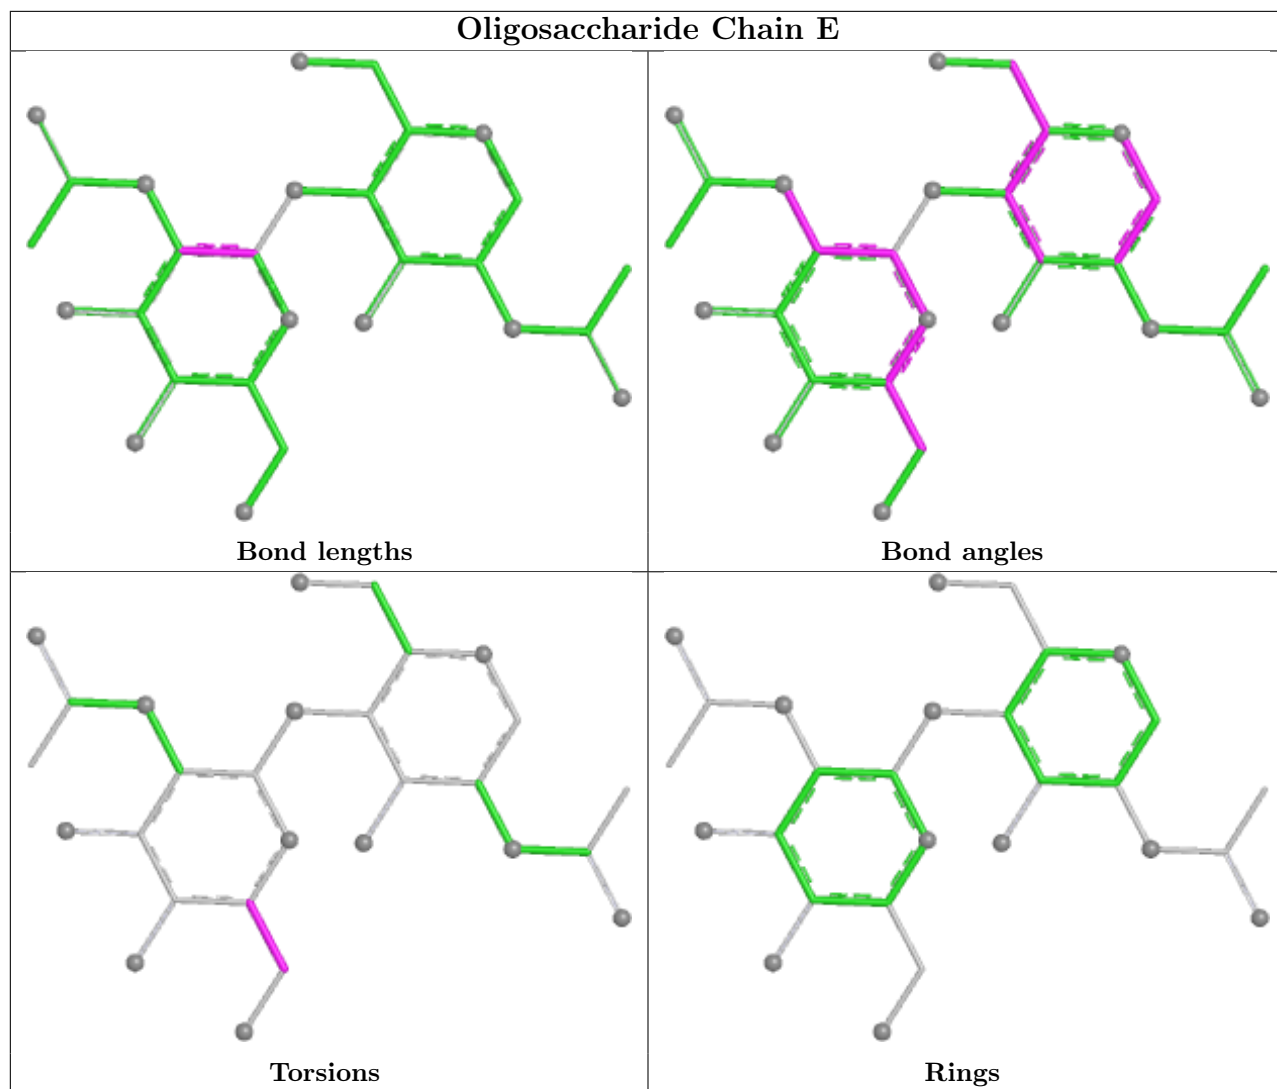 Oligosaccharide Chain E
Bond lengths
Bond angles
Torsions
Rings